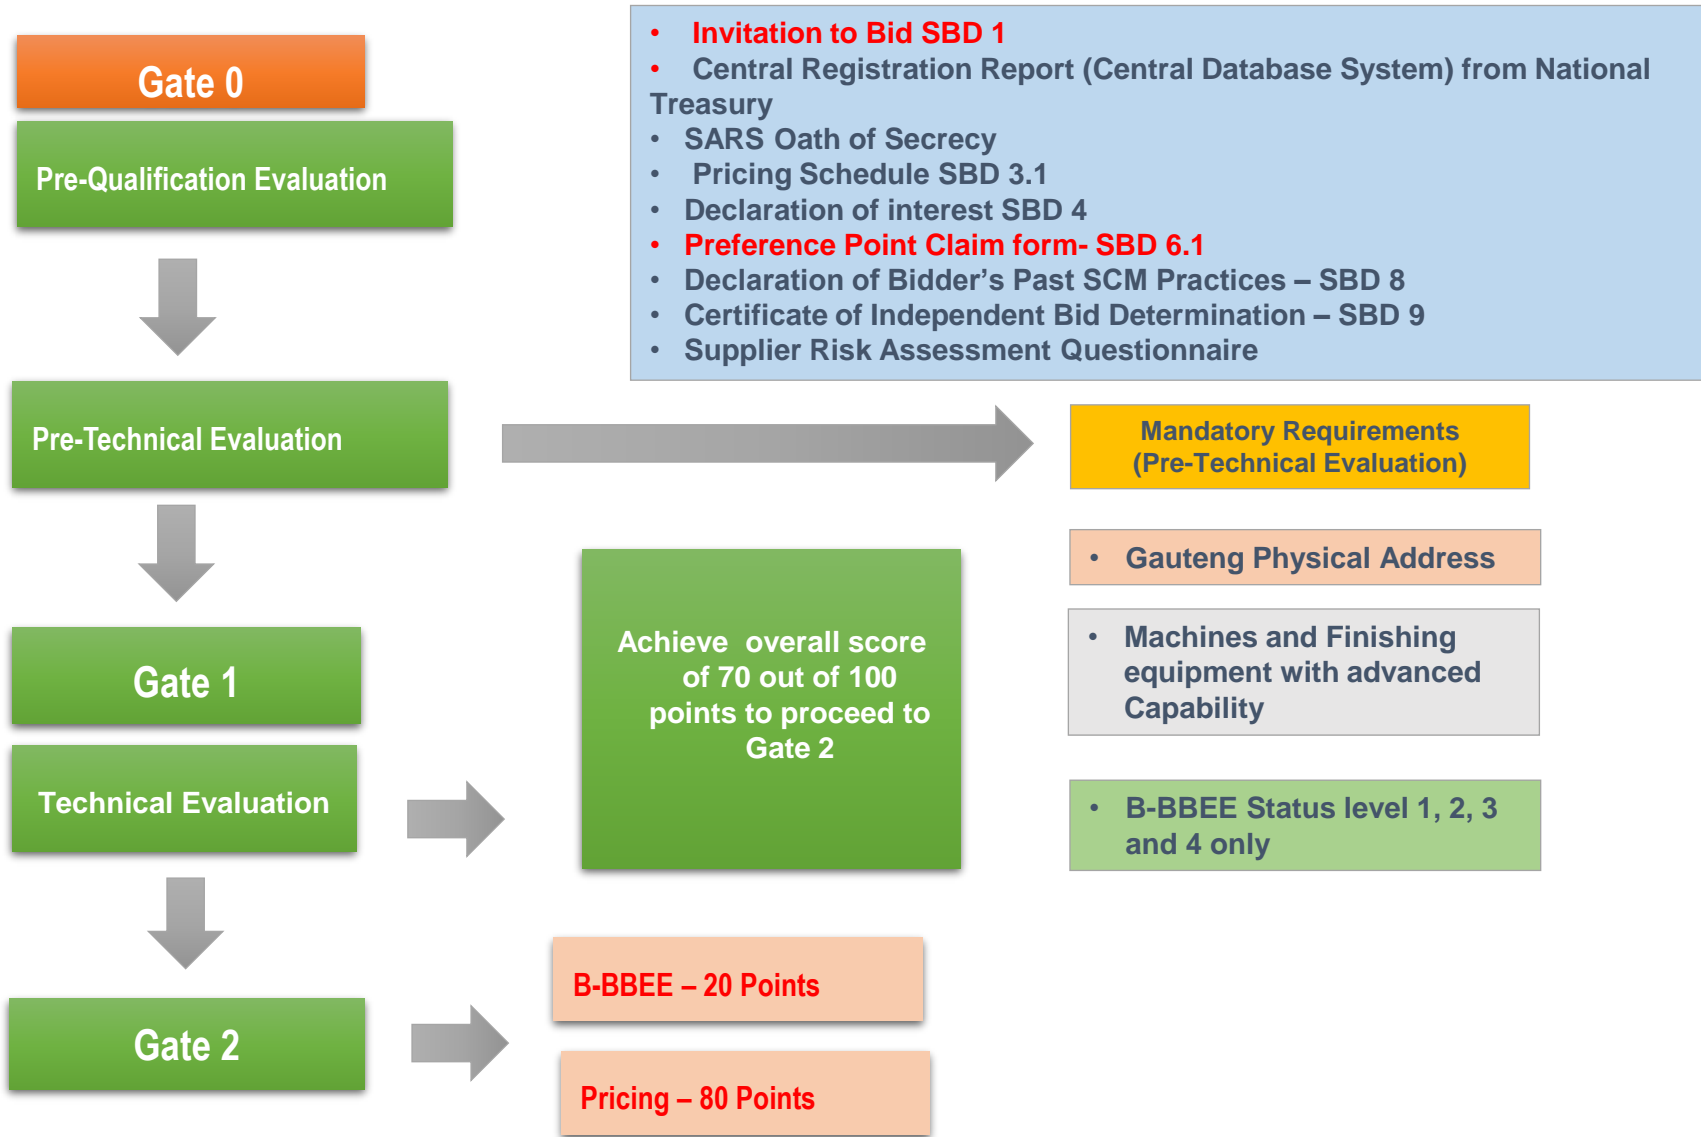 Gate 0
Pre-Qualification Evaluation
• Invitation to Bid SBD 1
• Central Registration Report (Central Database System) from National
Treasury
• SARS Oath of Secrecy
• Pricing Schedule SBD 3.1
• Declaration of interest SBD 4
• Preference Point Claim form- SBD 6.1
• Declaration of Bidder’s Past SCM Practices – SBD 8
• Certificate of Independent Bid Determination – SBD 9
• Supplier Risk Assessment Questionnaire
Pre-Technical Evaluation
Mandatory Requirements
(Pre-Technical Evaluation)
• Gauteng Physical Address
• Machines and Finishing
equipment with advanced
Capability
• B-BBEE Status level 1, 2, 3
and 4 only
Gate 1
Technical Evaluation
Achieve overall score
of 70 out of 100
points to proceed to
Gate 2
Gate 2
B-BBEE – 20 Points
Pricing – 80 Points